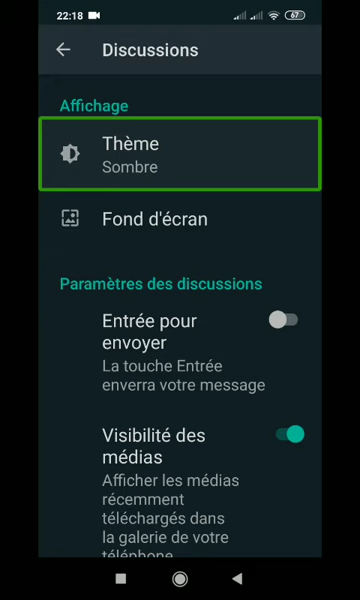 22:18 67
Discussions
Affichage
Thème
Sombre
Fond d'écran
Paramètres des discussions
Entrée pour
envoyer
La touche Entrée
enverra votre message
Visibilité des
médias
Afficher les médias
récemment
téléchargés dans
la galerie de votre
téléphone